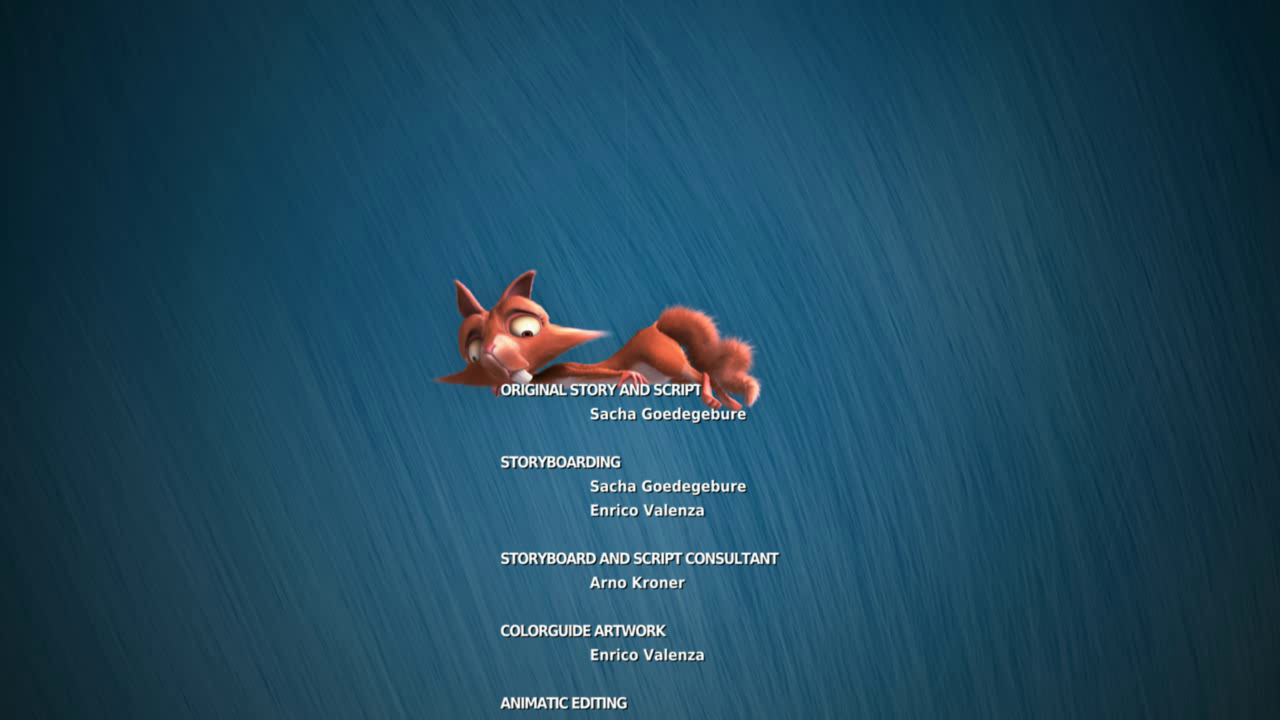 ORIGINAL STORY AND SCRIPT
Sacha Goedegebure
STORYBOARDING
Sacha Goedegebure
Enrico Valenza
STORYBOARD AND SCRIPT CONSULTANT
Arno Kroner
COLORGUIDE ARTWORK
Enrico Valenza
ANIMATIC EDITING